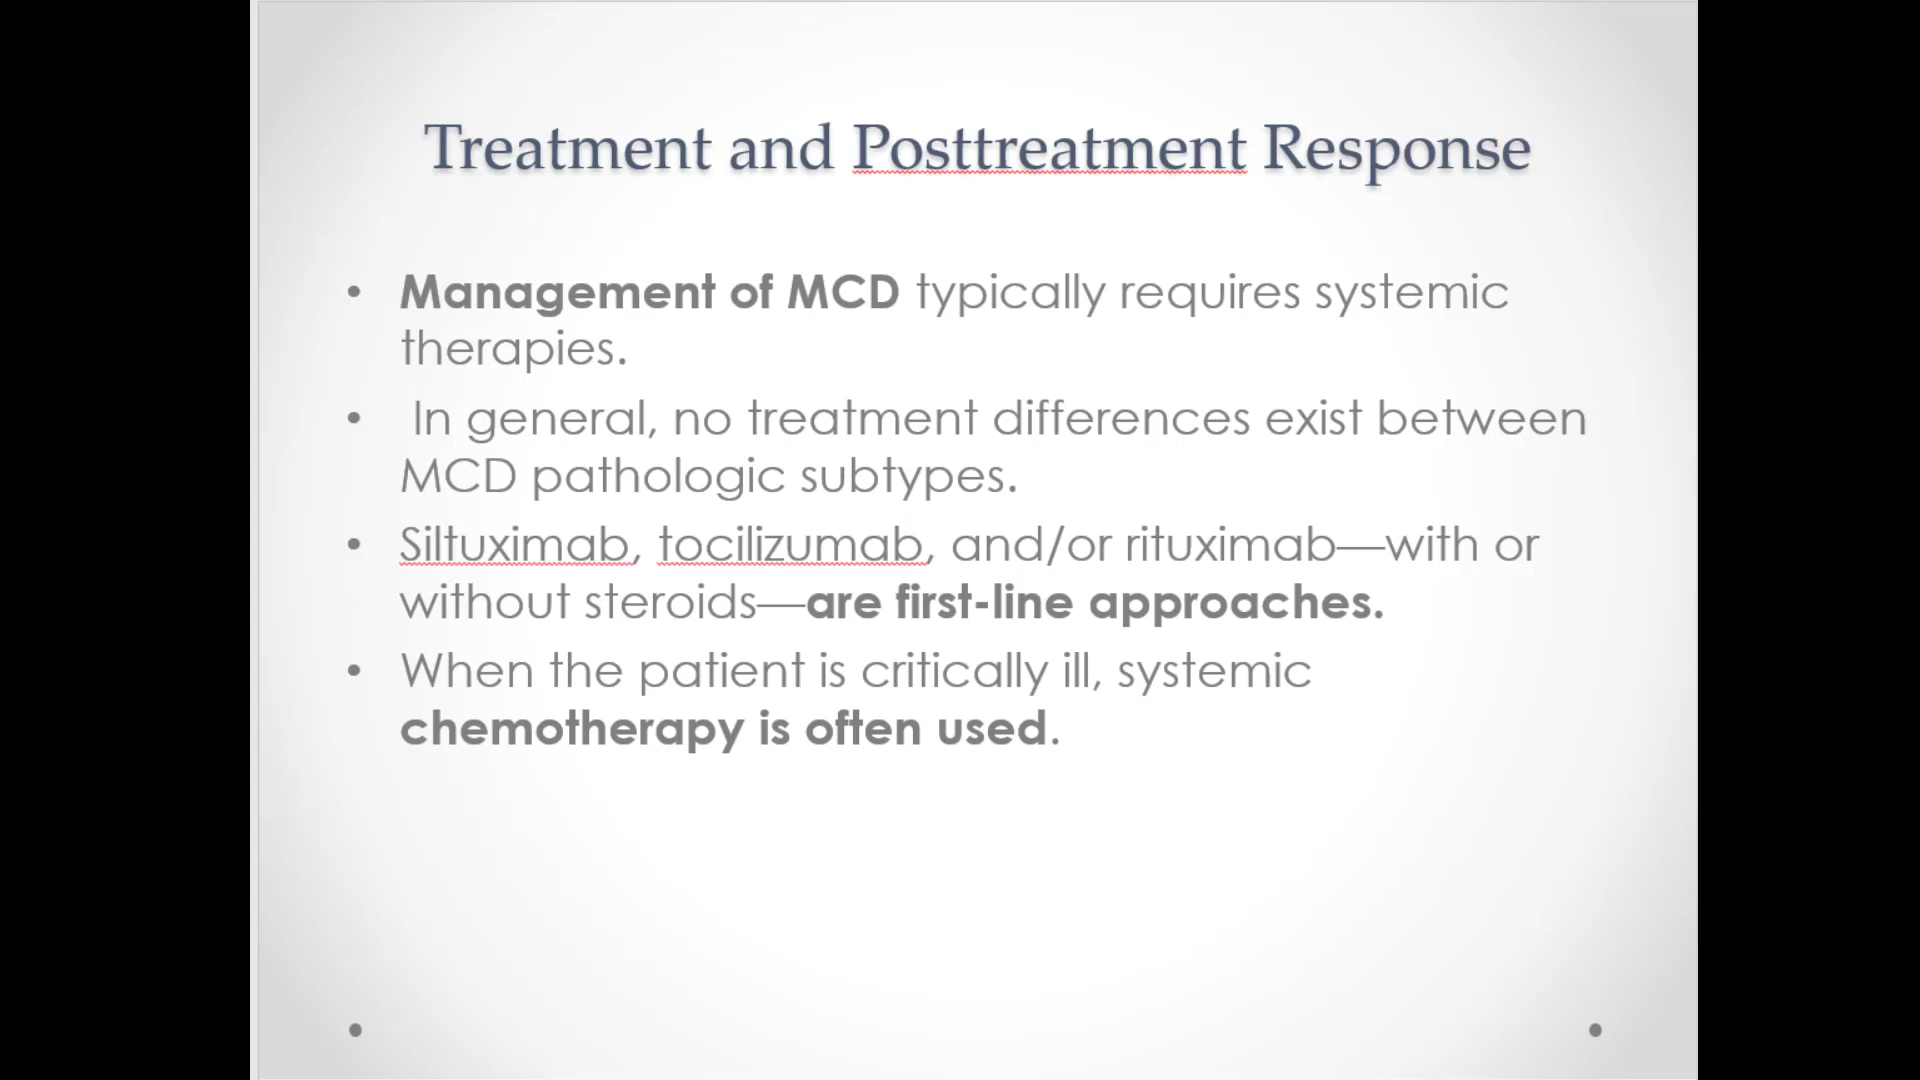 Treatment and Posttreatment Response
• Management of MCD typically requires systemic
therapies.
• In general, no treatment differences exist between
MCD pathologic subtypes.
• Siltuximab, tocilizumab, and/or rituximab—with or
without steroids—are first-line approaches.
• When the patient is critically ill, systemic
chemotherapy is often used.